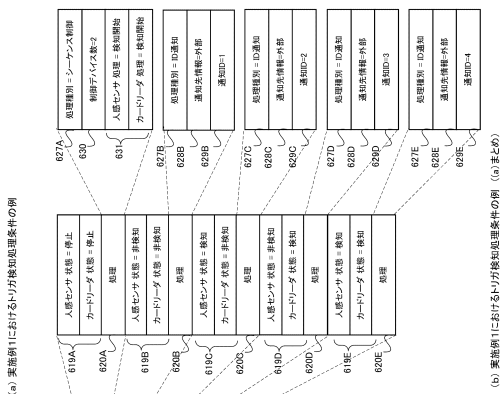 (a) 実施例1におけるトリガ検知処理条件の例
619A
人感センサ 状態 = 停止
カードリーダ 状態 = 停止
620A
処理
619B
人感センサ 状態 = 非検知
カードリーダ 状態 = 非検知
620B
処理
619C
人感センサ 状態 = 検知
カードリーダ 状態 = 非検知
620C
処理
619D
人感センサ 状態 = 非検知
カードリーダ 状態 = 検知
620D
処理
619E
人感センサ 状態 = 検知
カードリーダ 状態 = 検知
620E
処理
627A
処理種別 = シーケンス制御
630
制御デバイス数=2
631
人感センサ 処理 = 検知開始
カードリーダ 処理 = 検知開始
627B
処理種別 = ID通知
628B
通知先情報=外部
629B
通知ID=1
627C
処理種別 = ID通知
628C
通知先情報=外部
629C
通知ID=2
627D
処理種別 = ID通知
628D
通知先情報=外部
629D
通知ID=3
627E
処理種別 = ID通知
628E
通知先情報=外部
629E
通知ID=4
(b) 実施例1におけるトリガ検知処理条件の例 ((a)まとめ)